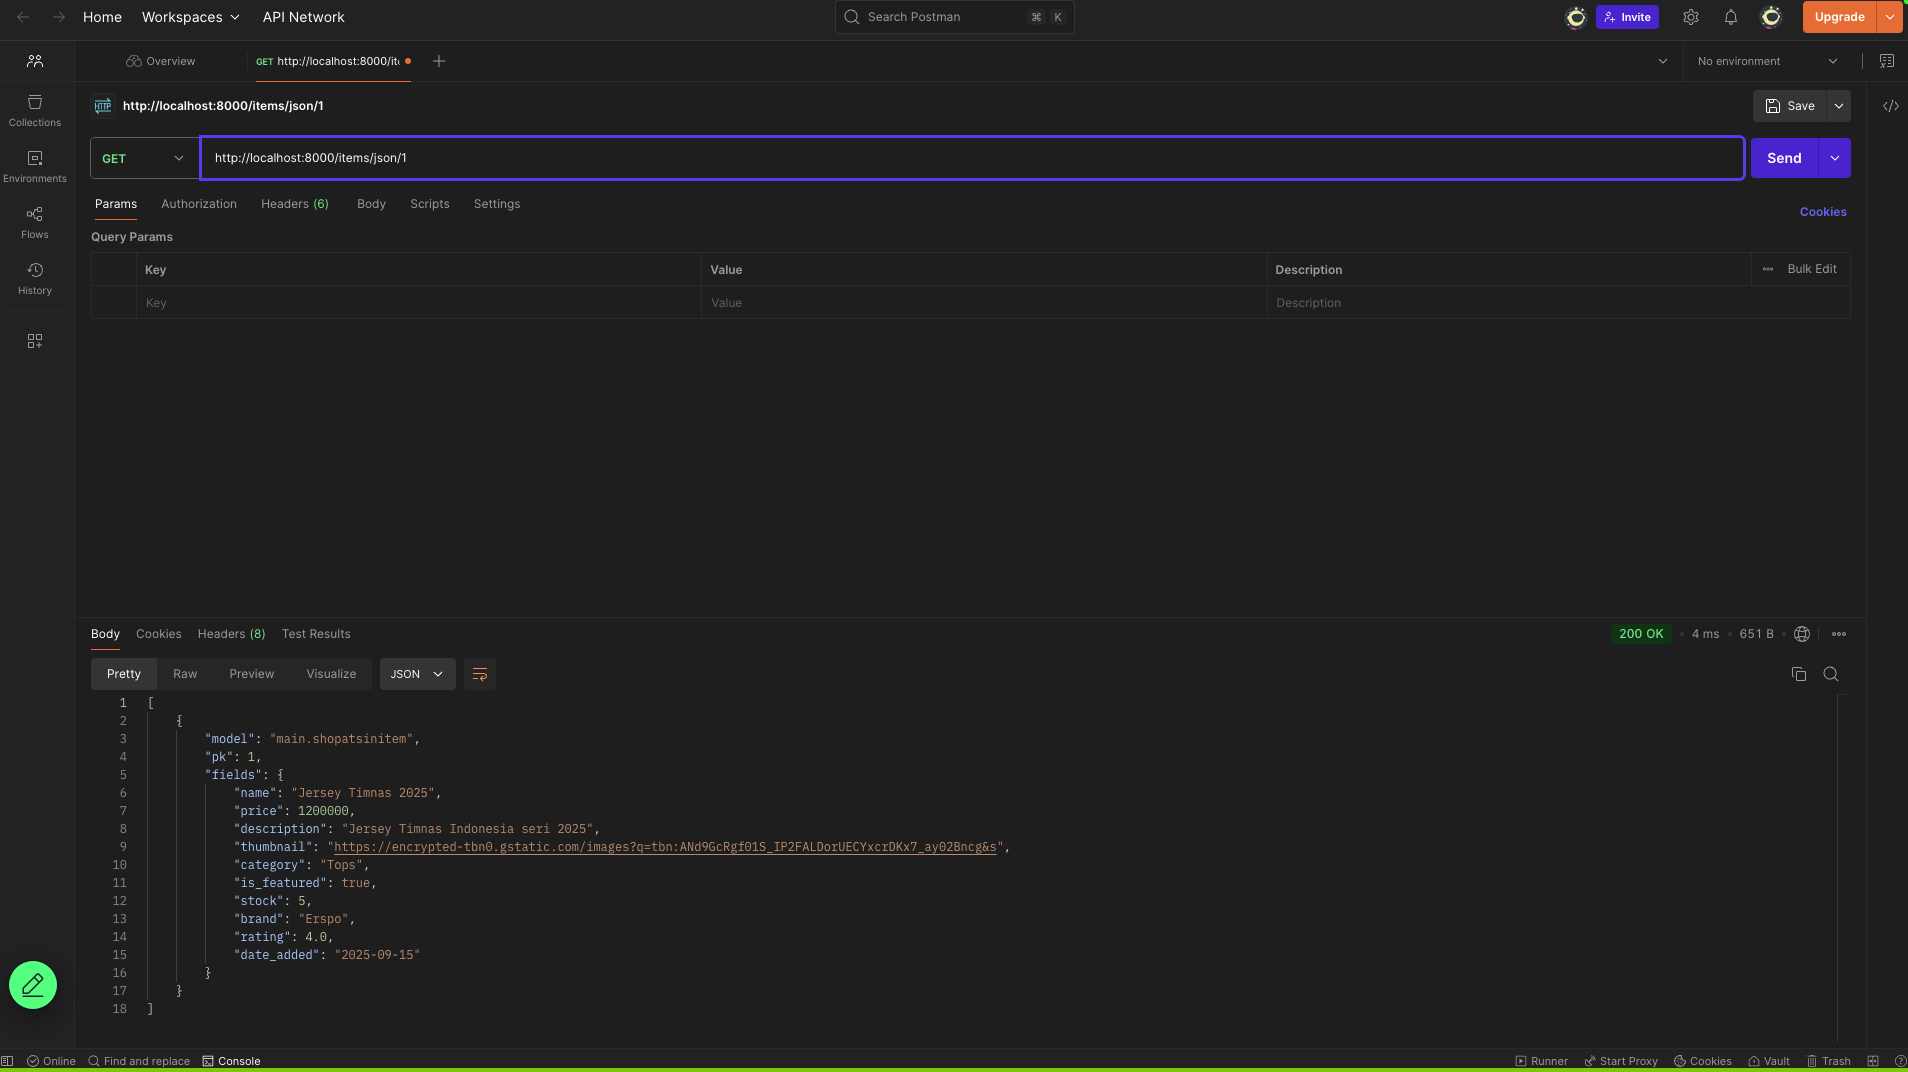 Home Workspaces API Network Search Postman ⌘ K Invite Upgrade
Overview GET http://localhost:8000/ite No environment
HTTP http://localhost:8000/items/json/1 Save
Collections
GET http://localhost:8000/items/json/1 Send
Environments
Params Authorization Headers (6) Body Scripts Settings Cookies
Flows
Query Params
Key Value Description Bulk Edit
History
Key Value Description
Body Cookies Headers (8) Test Results 200 OK 4 ms 651 B
Pretty Raw Preview Visualize JSON
1 [
2 {
3 "model": "main.shopatsinitem",
4 "pk": 1,
5 "fields": {
6 "name": "Jersey Timnas 2025",
7 "price": 1200000,
8 "description": "Jersey Timnas Indonesia seri 2025",
9 "thumbnail": "https://encrypted-tbn0.gstatic.com/images?q=tbn:ANd9GcRgf01S_IP2FALDorUECYxcrDKx7_ay02Bncg&s",
10 "category": "Tops",
11 "is_featured": true,
12 "stock": 5,
13 "brand": "Erspo",
14 "rating": 4.0,
15 "date_added": "2025-09-15"
16 }
17 }
18 ]
Online Find and replace Console Runner Start Proxy Cookies Vault Trash